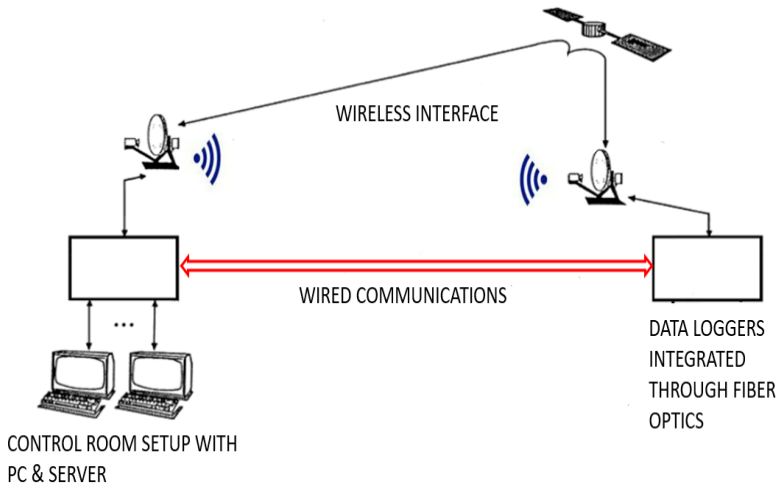 WIRELESS INTERFACE
WIRED COMMUNICATIONS
...
DATA LOGGERS
INTEGRATED
THROUGH FIBER
OPTICS
CONTROL ROOM SETUP WITH
PC & SERVER